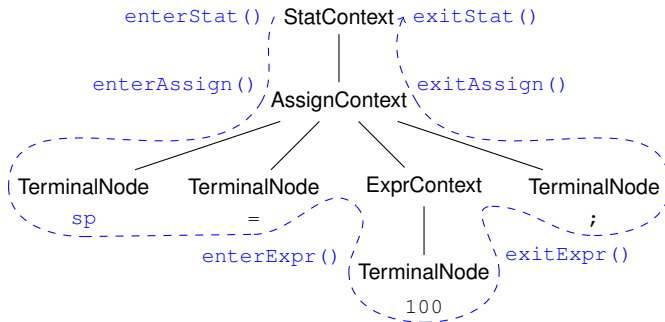 enterStat() StatContext exitStat()
enterAssign() exitAssign()
AssignContext
TerminalNode TerminalNode ExprContext TerminalNode
sp = ;
enterExpr() exitExpr()
TerminalNode
100